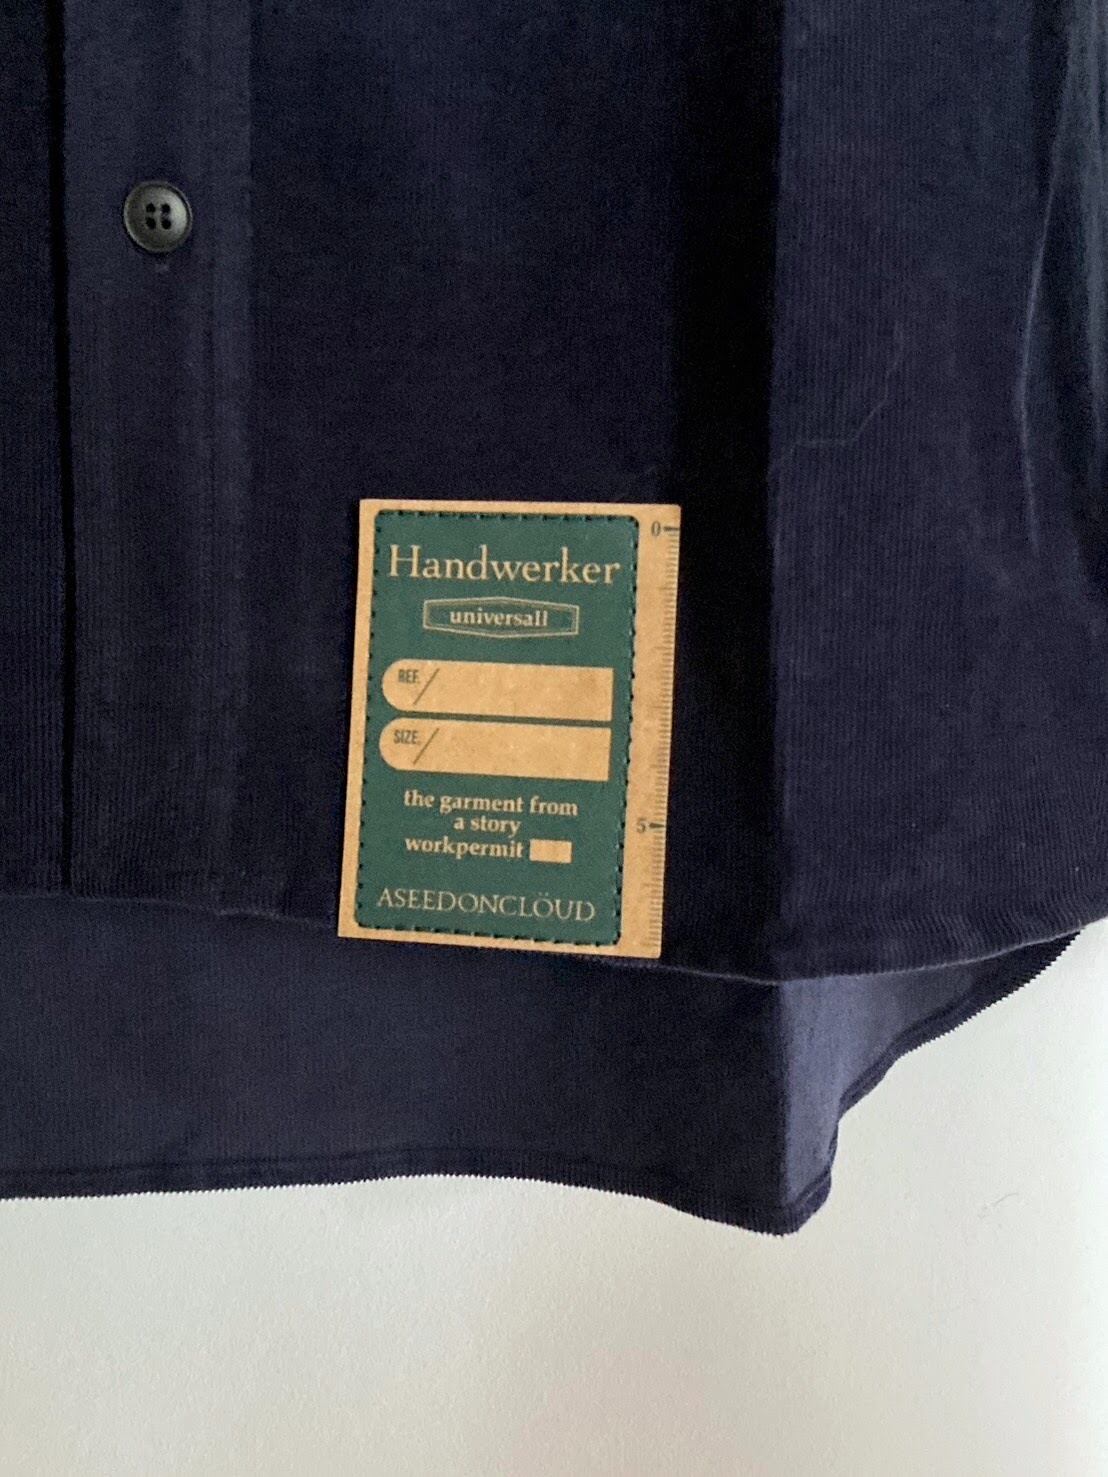 Handwerker
universall
REF. /
SIZE. /
the garment from
a story
workpermit
ASEEDONCLÖUD
0
5